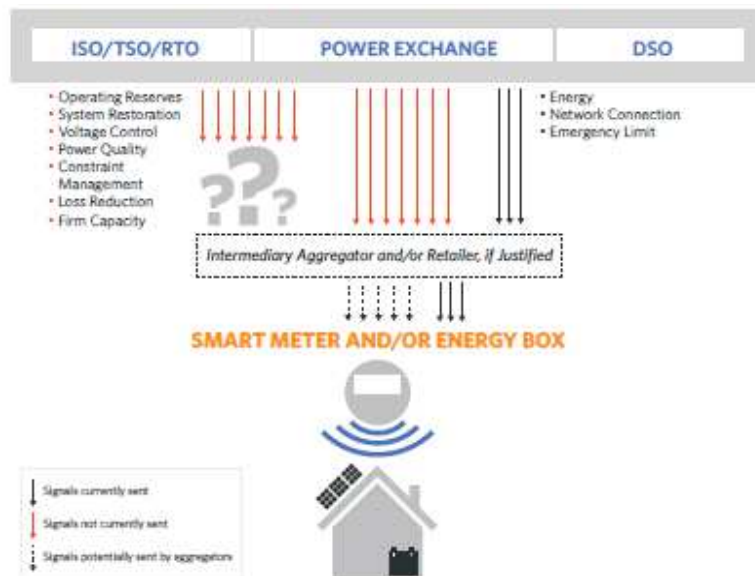 ISO/TSO/RTO
POWER EXCHANGE
DSO
• Operating Reserves
• System Restoration
• Voltage Control
• Power Quality
• Constraint
Management
• Loss Reduction
• Firm Capacity
• Energy
• Network Connection
• Emergency Limit
???
Intermediary Aggregator and/or Retailer, if Justified
SMART METER AND/OR ENERGY BOX
Signals currently sent
Signals not currently sent
Signals potentially sent by aggregators